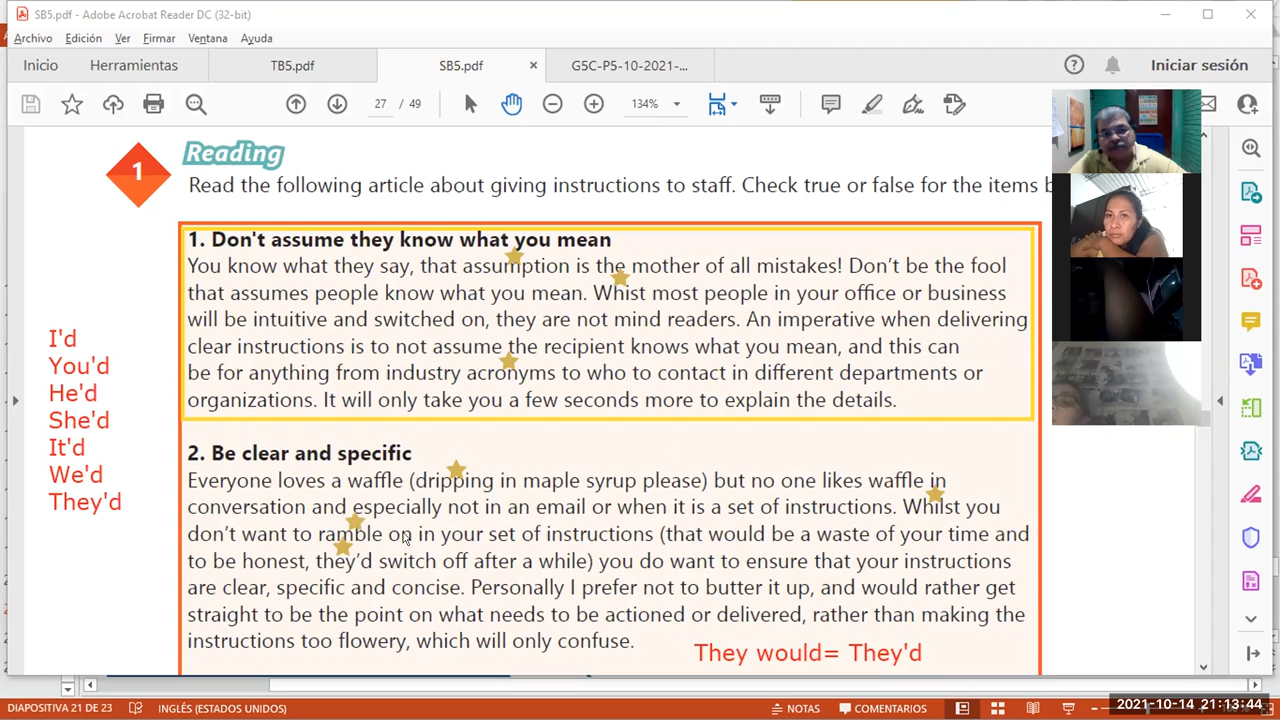 SB5.pdf - Adobe Acrobat Reader DC (32-bit)
Archivo Edición Ver Firmar Ventana Ayuda
Inicio Herramientas TB5.pdf SB5.pdf × G5C-P5-10-2021-... Iniciar sesión
27 / 49 134%
Reading
1
Read the following article about giving instructions to staff. Check true or false for the items
1. Don't assume they know what you mean
You know what they say, that assumption is the mother of all mistakes! Don't be the fool
that assumes people know what you mean. Whilst most people in your office or business
will be intuitive and switched on, they are not mind readers. An imperative when delivering
clear instructions is to not assume the recipient knows what you mean, and this can
be for anything from industry acronyms to who to contact in different departments or
organizations. It will only take you a few seconds more to explain the details.
I'd
You'd
He'd
She'd
It'd
We'd
They'd
2. Be clear and specific
Everyone loves a waffle (dripping in maple syrup please) but no one likes waffle in
conversation and especially not in an email or when it is a set of instructions. Whilst you
don't want to ramble on in your set of instructions (that would be a waste of your time and
to be honest, they'd switch off after a while) you do want to ensure that your instructions
are clear, specific and concise. Personally I prefer not to butter it up, and would rather get
straight to be the point on what needs to be actioned or delivered, rather than making the
instructions too flowery, which will only confuse.
They would= They'd
DIAPOSITIVA 21 DE 23 INGLÉS (ESTADOS UNIDOS) NOTAS COMENTARIOS 2021-10-14 21:13:44